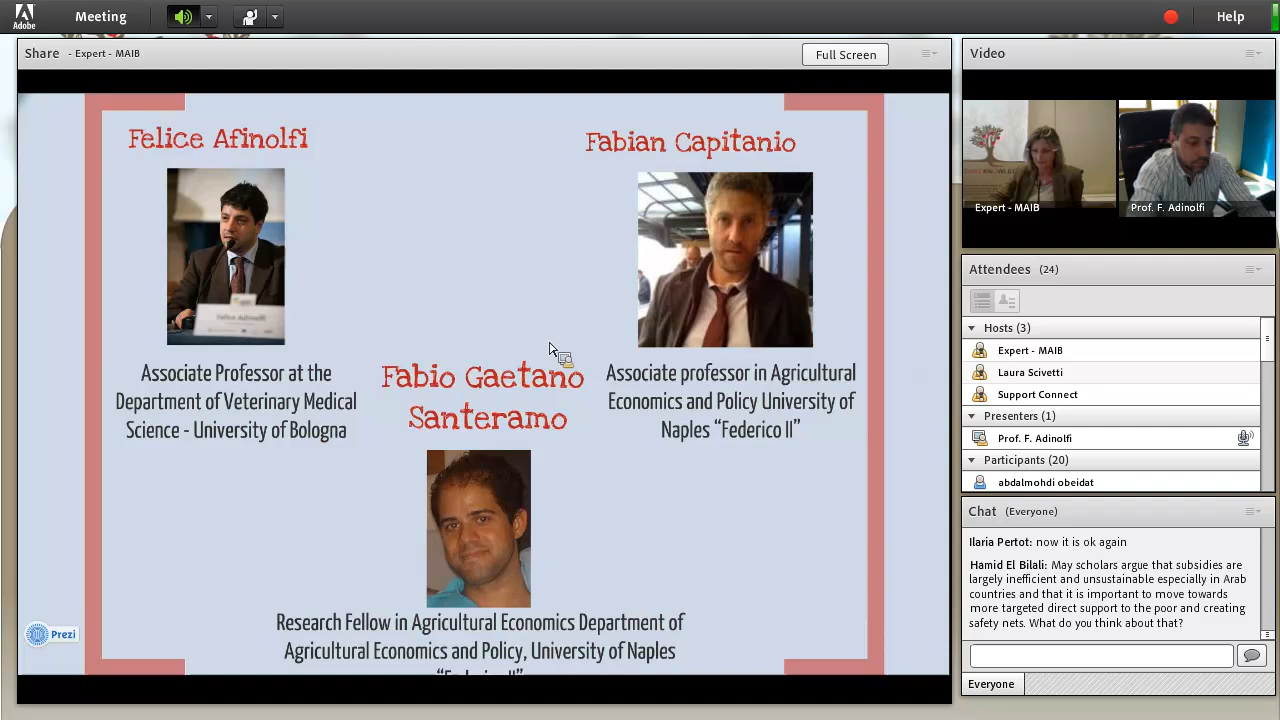 Adobe
Meeting
Help
Share - Expert - MAIB
Full Screen
Felice Afinolfi
Fabian Capitanio
Felice Adinolfi
Associate Professor at the
Department of Veterinary Medical
Science - University of Bologna
Associate professor in Agricultural
Economics and Policy University of
Naples “Federico II”
Fabio Gaetano
Santeramo
Research Fellow in Agricultural Economics Department of
Agricultural Economics and Policy, University of Naples
“Federico II”
Prezi
Video
Expert - MAIB
Prof. F. Adinolfi
Attendees (24)
Hosts (3)
Expert - MAIB
Laura Scivetti
Support Connect
Presenters (1)
Prof. F. Adinolfi
Participants (20)
abdalmohdi obeidat
Chat (Everyone)
Ilaria Pertot: now it is ok again
Hamid El Bilali: May scholars argue that subsidies are
largely inefficient and unsustainable especially in Arab
countries and that it is important to move towards
more targeted direct support to the poor and creating
safety nets. What do you think about that?
Everyone